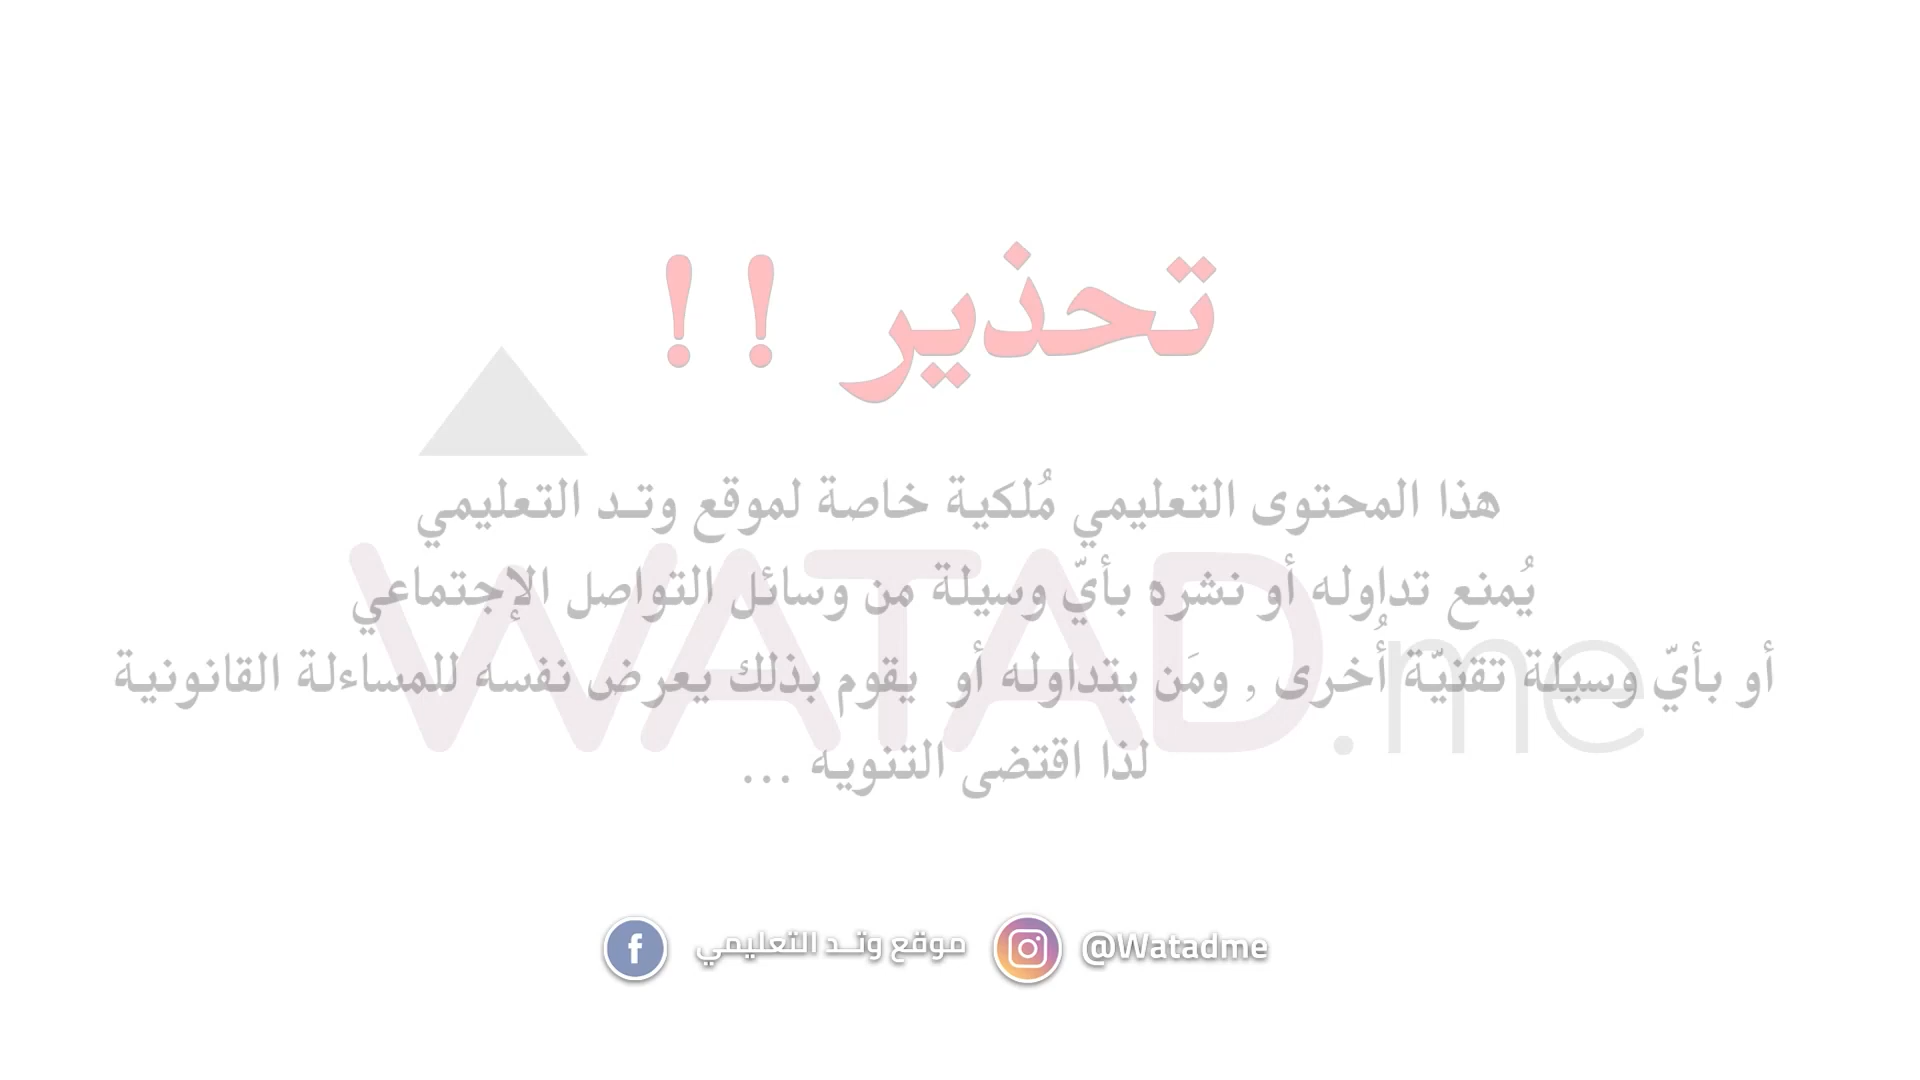 تحذير ! !
هذا المحتوى التعليمي مُلكية خاصة لموقع وتـد التعليمي
يُمنع تداوله أو نشره بأيّ وسيلة من وسائل التواصل الإجتماعي
أو بأيّ وسيلة تقنيّة أُخرى , ومَن يتداوله أو يقوم بذلك يعرض نفسه للمساءلة القانونية
لذا اقتضى التنويه ...
WATAD.me
موقع وتـد التعليمي
@Watadme